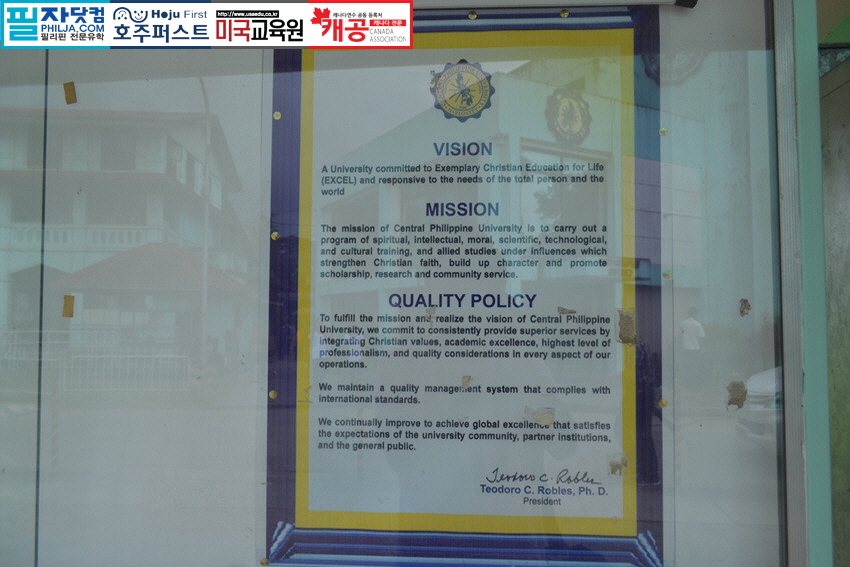 필자닷컴
PHILJA.COM
필리핀 전문유학
Hoju First
호주퍼스트
http://www.usaedu.co.kr
미국교육원
캐나다연수 공동 등록처
캐공 캐나다 전문
CANADA
ASSOCIATION
VISION
A University committed to Exemplary Christian Education for Life
(EXCEL) and responsive to the needs of the total person and the
world
MISSION
The mission of Central Philippine University is to carry out a
program of spiritual, intellectual, moral, scientific, technological,
and cultural training, and allied studies under influences which
strengthen Christian faith, build up character and promote
scholarship, research and community service.
QUALITY POLICY
To fulfill the mission and realize the vision of Central Philippine
University, we commit to consistently provide superior services by
integrating Christian values, academic excellence, highest level of
professionalism, and quality considerations in every aspect of our
operations.
We maintain a quality management system that complies with
international standards.
We continually improve to achieve global excellence that satisfies
the expectations of the university community, partner institutions,
and the general public.
Teodoro C. Robles
Teodoro C. Robles, Ph. D.
President